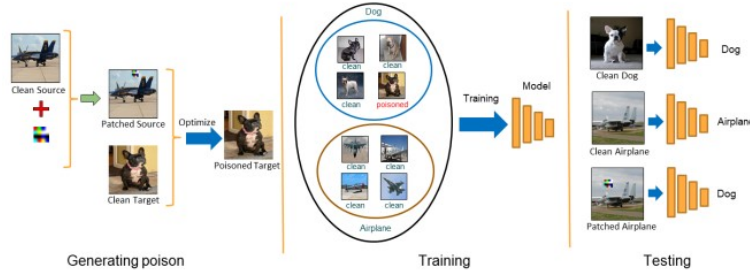 Clean Source
Patched Source
Clean Target
Optimize
Poisoned Target
Generating poison
Dog
clean
clean
clean
poisoned
clean
clean
clean
clean
Airplane
Training
Model
Training
Clean Dog
Dog
Clean Airplane
Airplane
Patched Airplane
Dog
Testing